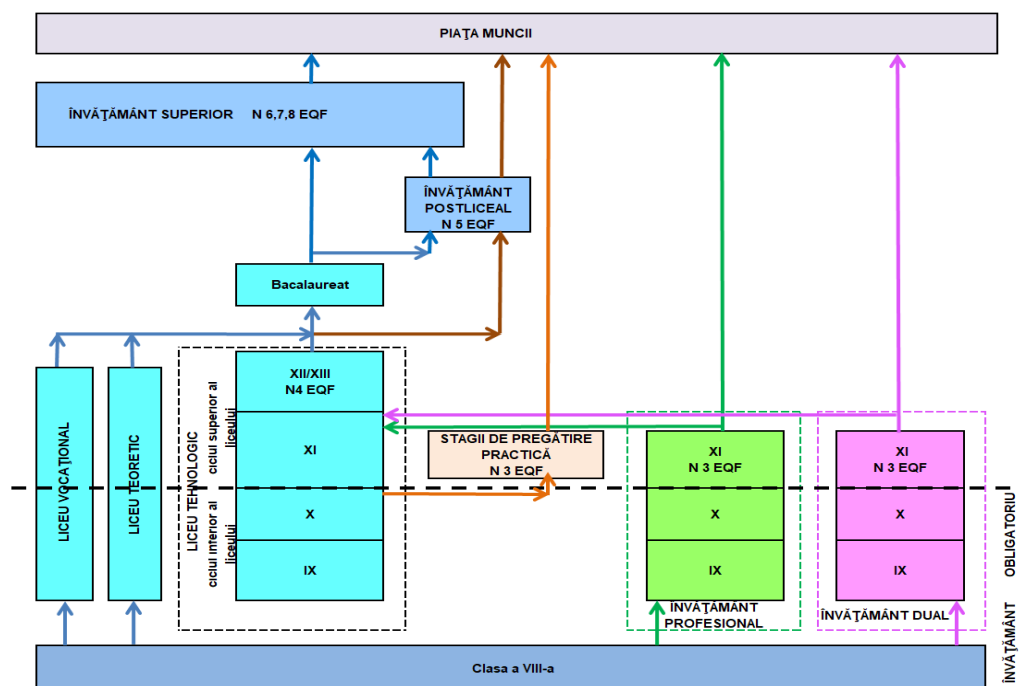 PIAŢA MUNCII
ÎNVĂŢĂMÂNT SUPERIOR N 6,7,8 EQF
ÎNVĂŢĂMÂNT
POSTLICEAL
N 5 EQF
Bacalaureat
LICEU VOCAŢIONAL
LICEU TEORETIC
LICEU TEHNOLOGIC
ciclul superior al
liceului
ciclul inferior al
liceului
XII/XIII
N4 EQF
XI
X
IX
STAGII DE PREGĂTIRE
PRACTICĂ
N 3 EQF
XI
N 3 EQF
X
IX
ÎNVĂŢĂMÂNT
PROFESIONAL
XI
N 3 EQF
X
IX
ÎNVĂŢĂMÂNT DUAL
ÎNVĂŢĂMÂNT OBLIGATORIU
Clasa a VIII-a